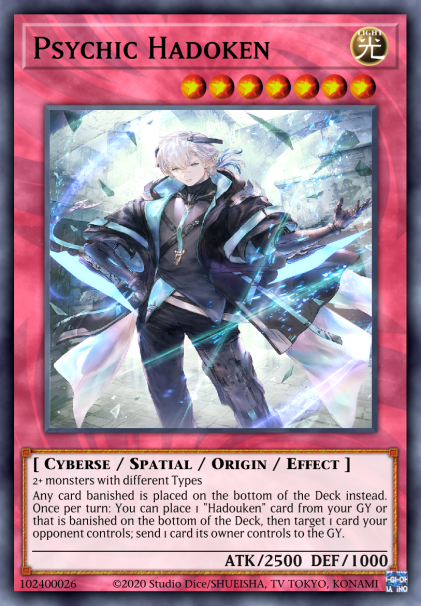 PSYCHIC HADOKEN
LIGHT
光
[ CYBERSE / SPATIAL / ORIGIN / EFFECT ]
2+ monsters with different Types
Any card banished is placed on the bottom of the Deck instead.
Once per turn: You can place 1 "Hadouken" card from your GY or
that is banished on the bottom of the Deck, then target 1 card your
opponent controls; send 1 card its owner controls to the GY.
ATK/2500 DEF/1000
102400026 ©2020 Studio Dice/SHUEISHA, TV TOKYO, KONAMI